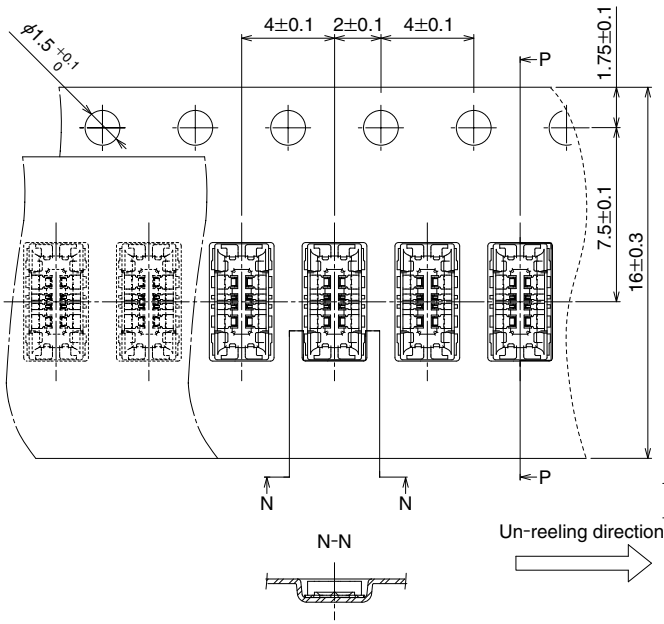 φ1.5 +0.1 0
4±0.1
2±0.1
4±0.1
P
1.75±0.1
7.5±0.1
16±0.3
P
N
N
N-N
Un-reeling direction